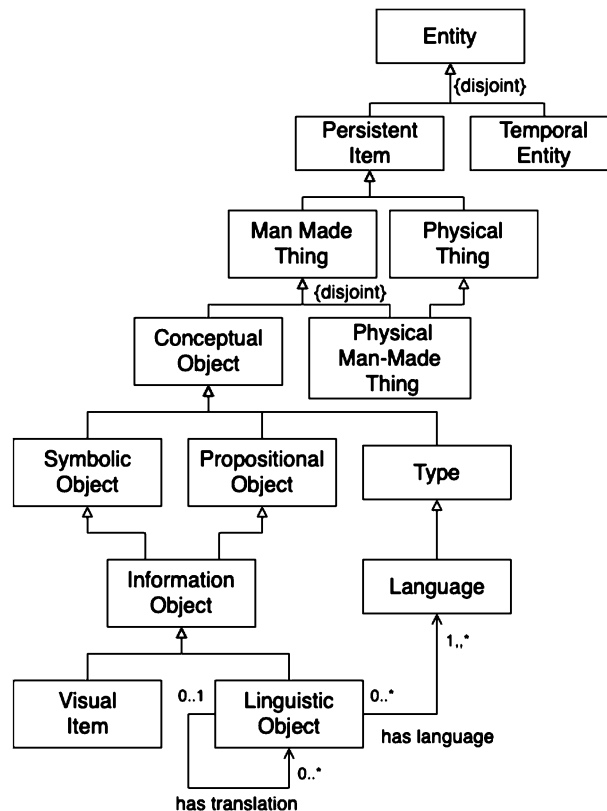 Entity
{disjoint}
Persistent
Item
Temporal
Entity
Man Made
Thing
Physical
Thing
{disjoint}
Conceptual
Object
Physical
Man-Made
Thing
Symbolic
Object
Propositional
Object
Type
Information
Object
Language
1,,*
Visual
Item
0..1
Linguistic
Object
0..*
has language
0..*
has translation